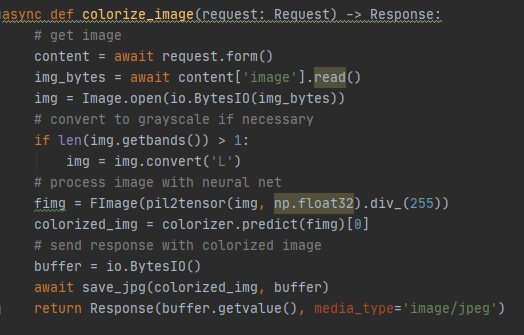 async def colorize_image(request: Request) -> Response:
    # get image
    content = await request.form()
    img_bytes = await content['image'].read()
    img = Image.open(io.BytesIO(img_bytes))
    # convert to grayscale if necessary
    if len(img.getbands()) > 1:
        img = img.convert('L')
    # process image with neural net
    fimg = FImage(pil2tensor(img, np.float32).div_(255))
    colorized_img = colorizer.predict(fimg)[0]
    # send response with colorized image
    buffer = io.BytesIO()
    await save_jpg(colorized_img, buffer)
    return Response(buffer.getvalue(), media_type='image/jpeg')